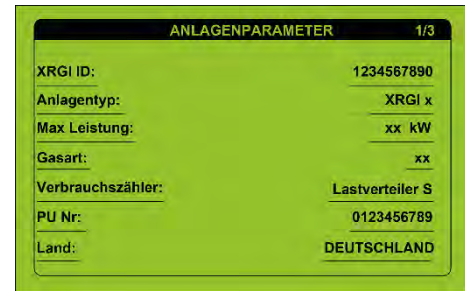 ANLAGENPARAMETER 1/3
XRGI ID: 1234567890
Anlagentyp: XRGI x
Max Leistung: xx kW
Gasart: xx
Verbrauchszähler: Lastverteiler S
PU Nr: 0123456789
Land: DEUTSCHLAND